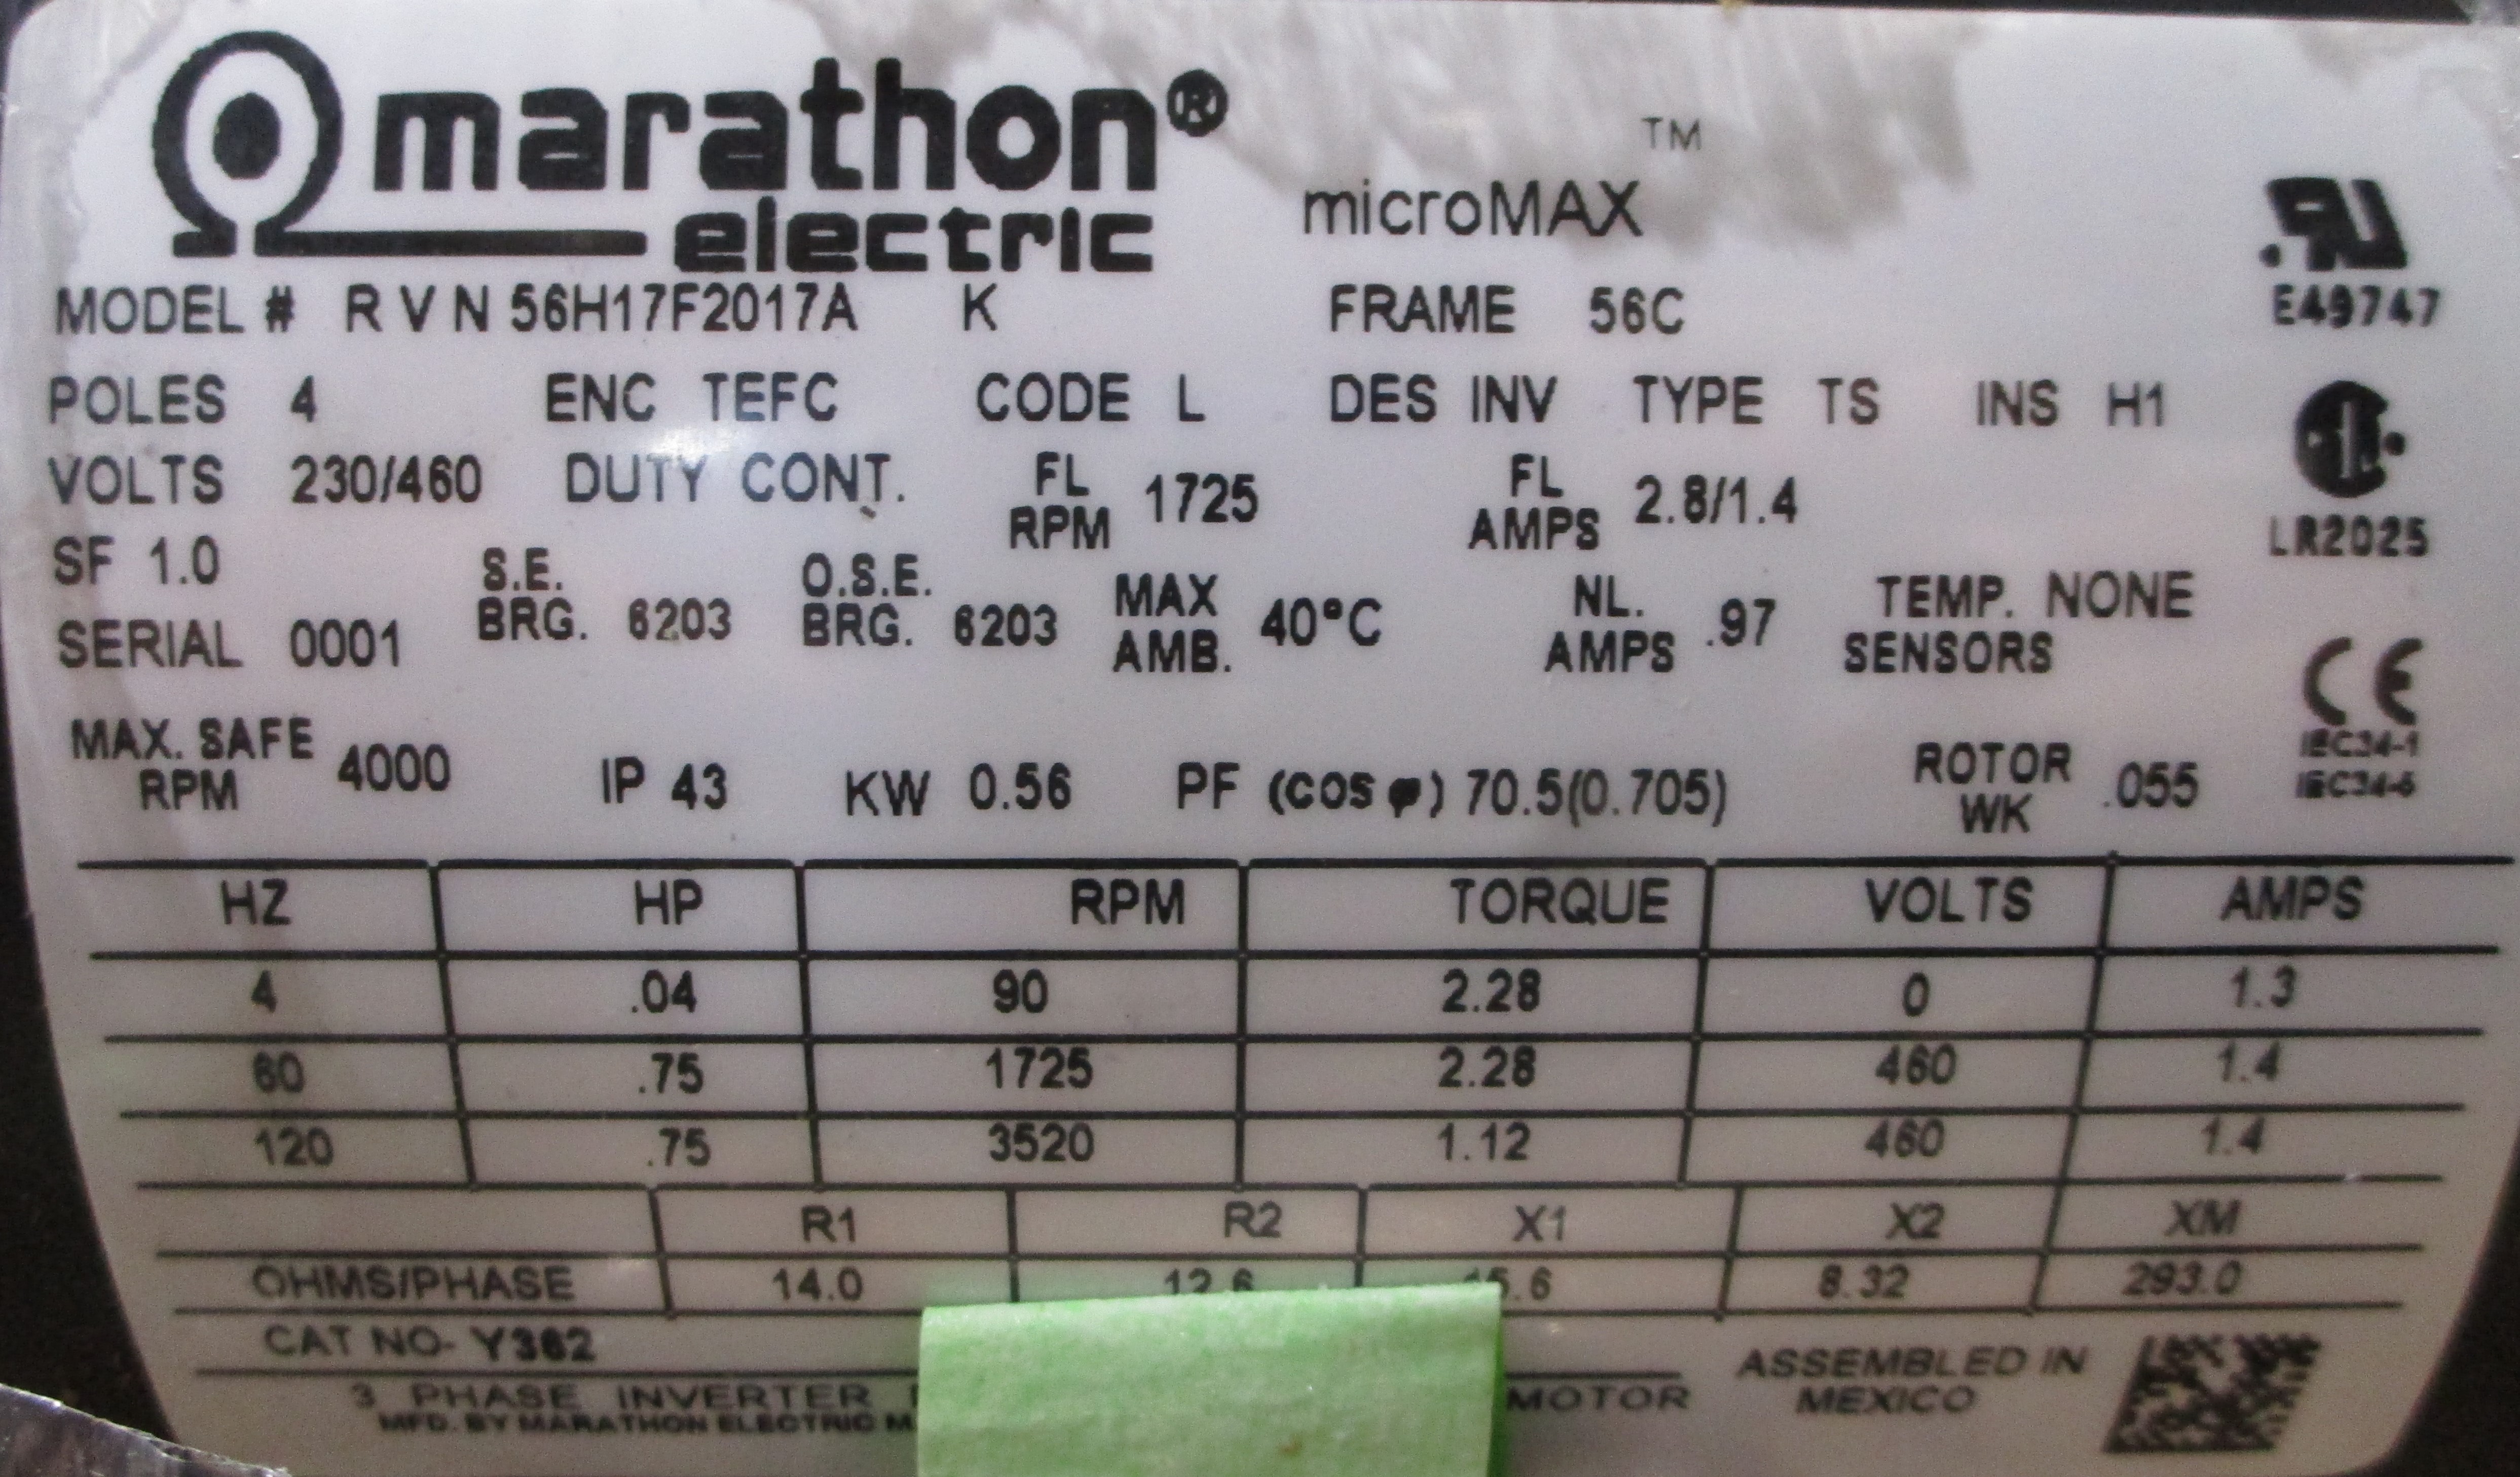 marathon®
electric
microMAX™
MODEL # R V N 56H17F2017A K FRAME 56C
E49747
POLES 4 ENC TEFC CODE L DES INV TYPE TS INS H1
VOLTS 230/460 DUTY CONT. FL RPM 1725 FL AMPS 2.8/1.4
LR2025
SF 1.0 S.E. BRG. 6203 O.S.E. BRG. 6203 MAX AMB. 40°C NL. AMPS .97 TEMP. SENSORS NONE
SERIAL 0001
CE
IEC34-1
MAX. SAFE RPM 4000 IP 43 KW 0.56 PF (COS φ) 70.5(0.705) ROTOR WK .055
HZ HP RPM TORQUE VOLTS AMPS
4 .04 90 2.28 0 1.3
60 .75 1725 2.28 460 1.4
120 .75 3520 1.12 460 1.4
R1 R2 X1 X2 XM
OHMS/PHASE 14.0 12.6 5.6 8.32 293.0
CAT NO- Y362
3 PHASE INVERTER MOTOR
MFD. BY MARATHON ELECTRIC M
ASSEMBLED IN
MEXICO